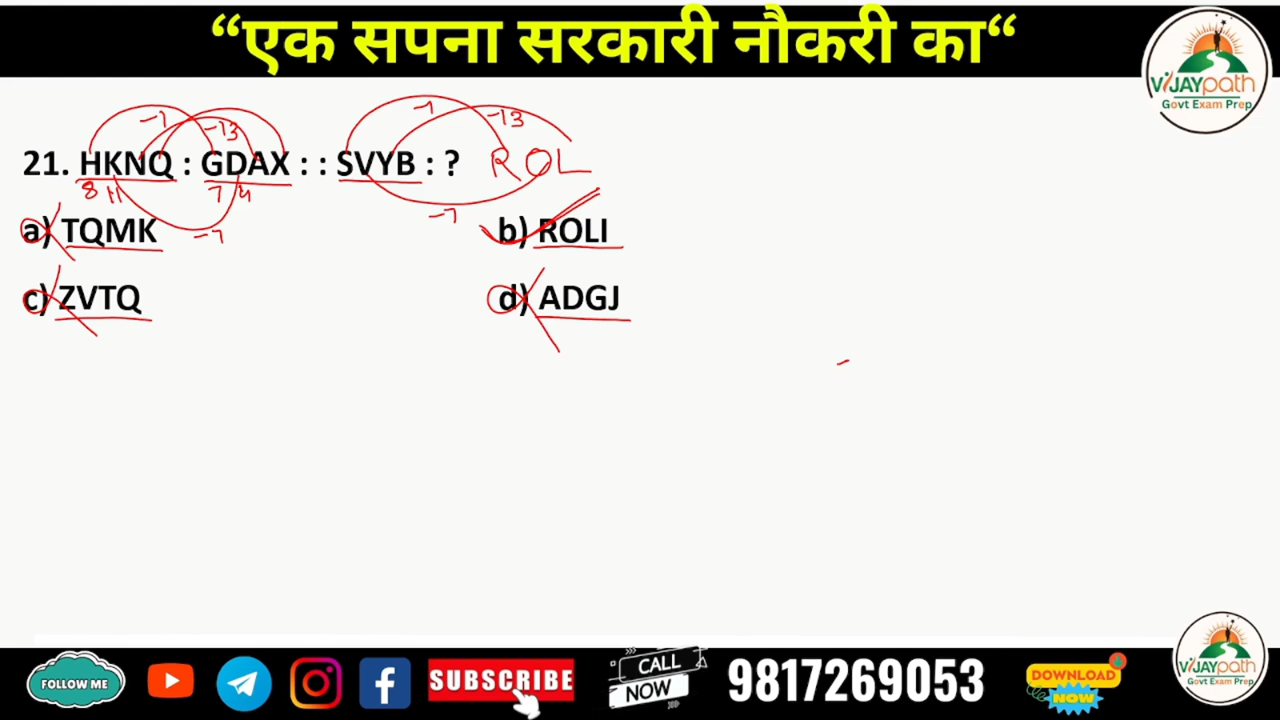 “एक सपना सरकारी नौकरी का“
ViJAYpath
Govt Exam Prep
-1 -13 -1 -13
21. HKNQ : GDAX : : SVYB : ? ROL
8 11 7 4
-7 -7
a) TQMK b) ROLI
c) ZVTQ d) ADGJ
ViJAYpath
Govt Exam Prep
FOLLOW ME
SUBSCRIBE
CALL
NOW
9817269053
DOWNLOAD
NOW